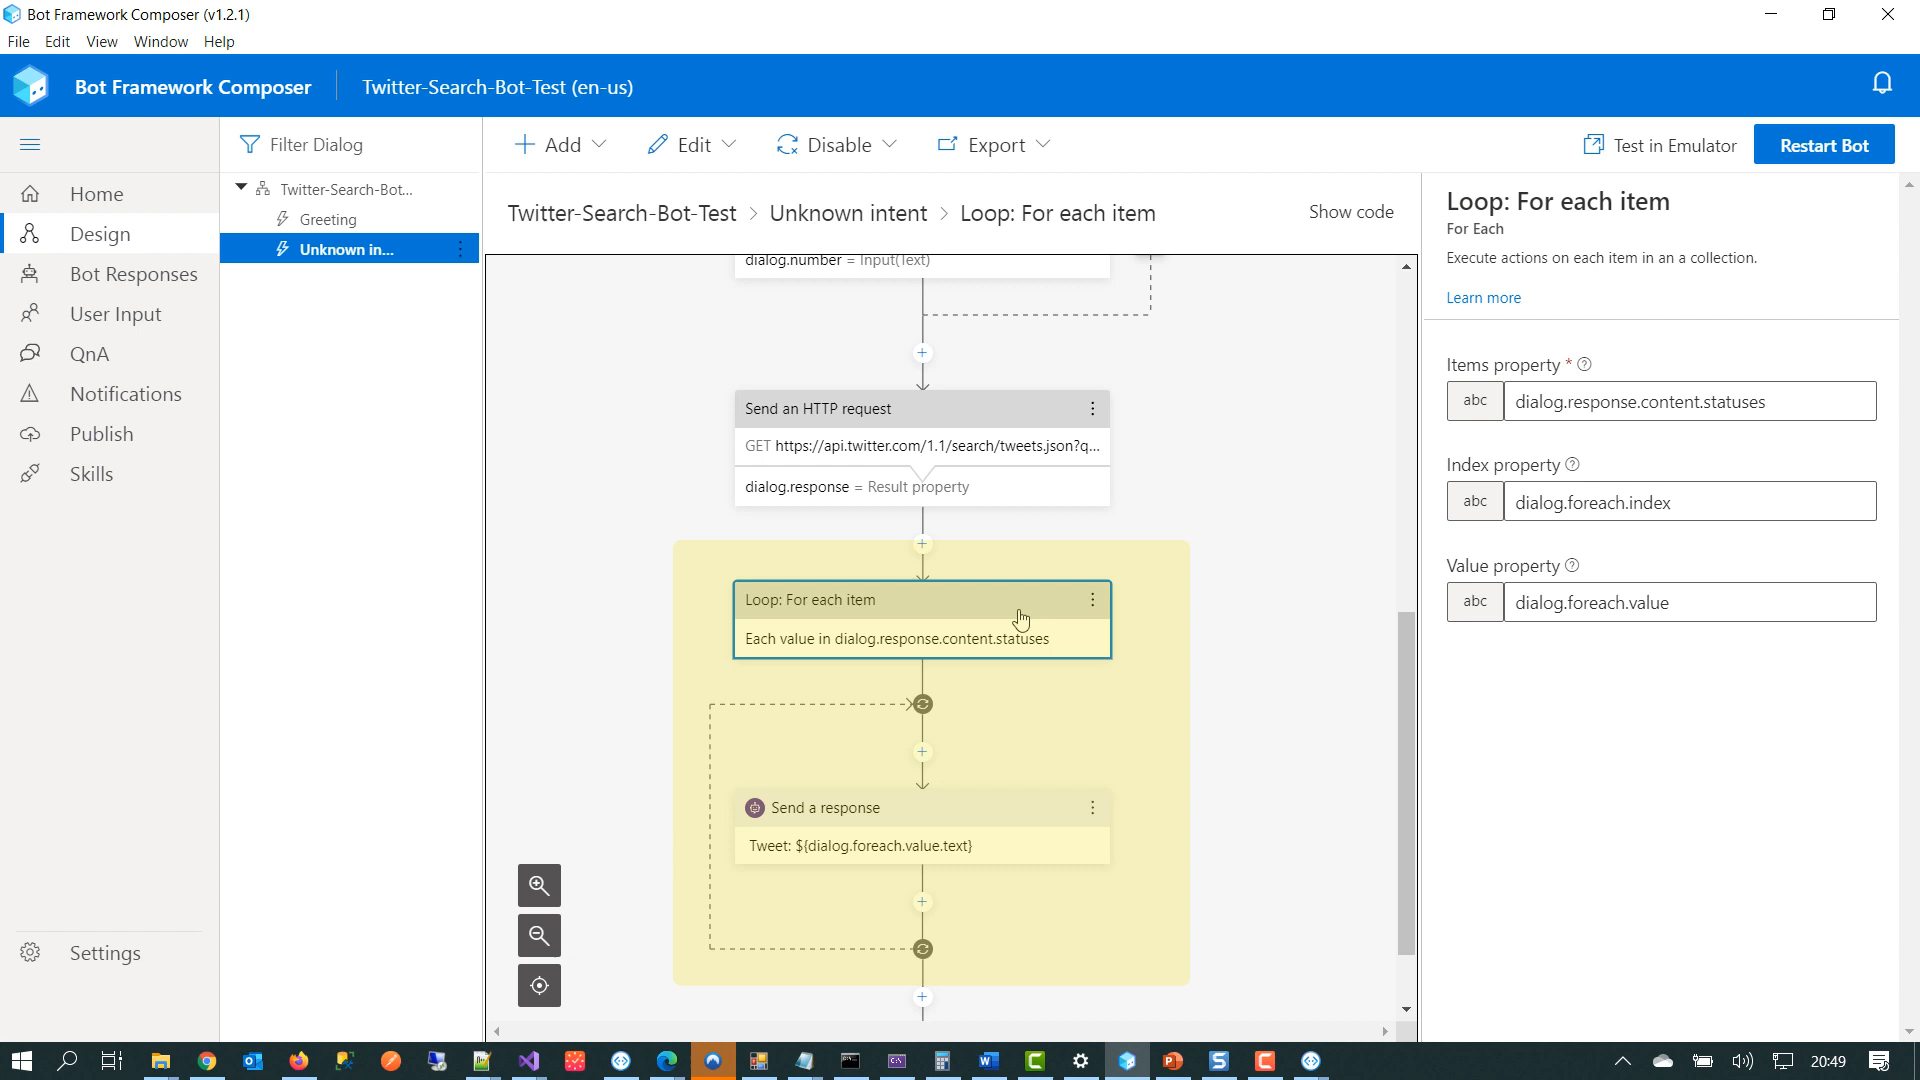 Bot Framework Composer (v1.2.1)
File Edit View Window Help
Bot Framework Composer
Twitter-Search-Bot-Test (en-us)
Filter Dialog
Add
Edit
Disable
Export
Test in Emulator
Restart Bot
Home
Design
Bot Responses
User Input
QnA
Notifications
Publish
Skills
Settings
Twitter-Search-Bot...
Greeting
Unknown in...
Twitter-Search-Bot-Test > Unknown intent > Loop: For each item
Show code
dialog.number = Input(Text)
Send an HTTP request
GET https://api.twitter.com/1.1/search/tweets.json?q...
dialog.response = Result property
Loop: For each item
Each value in dialog.response.content.statuses
Send a response
Tweet: ${dialog.foreach.value.text}
Loop: For each item
For Each
Execute actions on each item in an a collection.
Learn more
Items property *
abc dialog.response.content.statuses
Index property
abc dialog.foreach.index
Value property
abc dialog.foreach.value
20:49